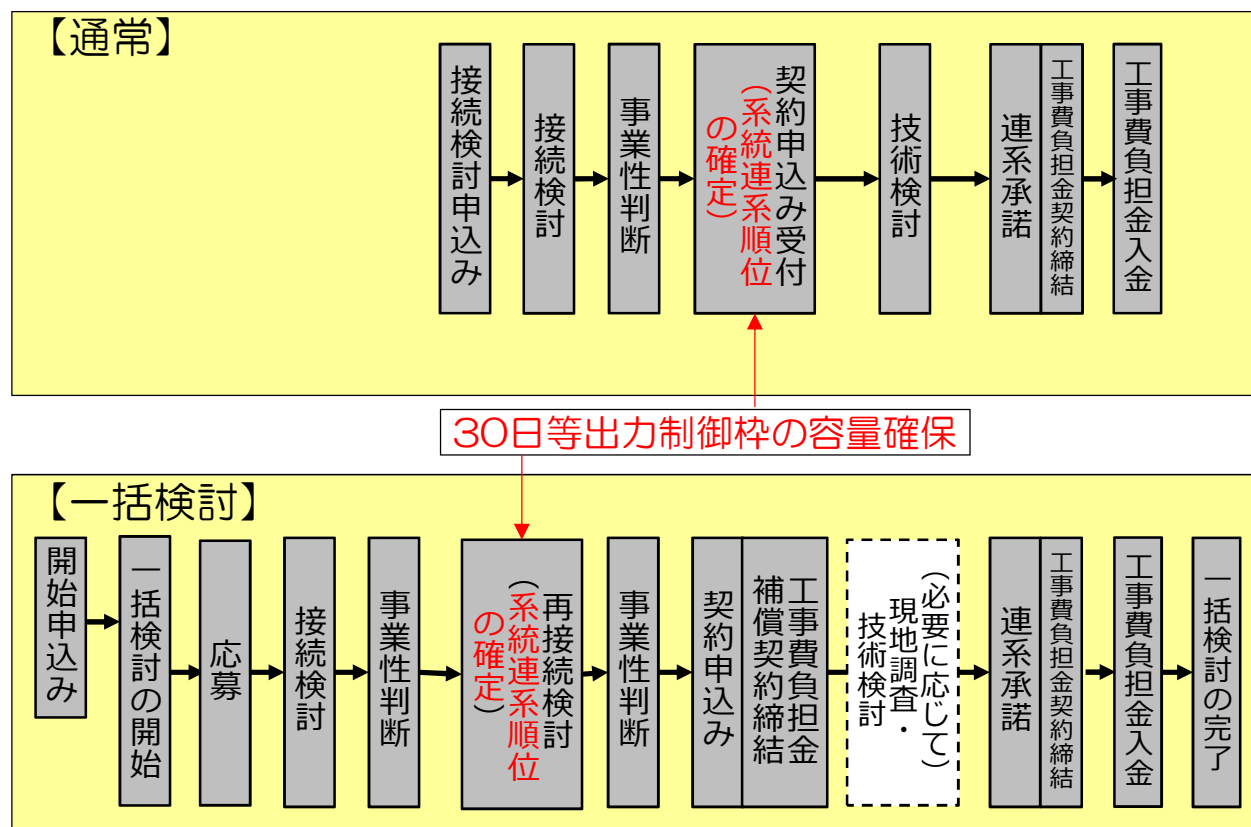 【通常】
接続検討申込み
接続検討
事業性判断
契約申込み受付
（系統連系順位
の確定）
技術検討
連系承諾
工事費負担金契約締結
工事費負担金入金
30日等出力制御枠の容量確保
【一括検討】
開始申込み
一括検討の開始
応募
接続検討
事業性判断
再接続検討
（系統連系順位
の確定）
事業性判断
契約申込み
工事費負担金
補償契約締結
（必要に応じて）
現地調査・
技術検討
連系承諾
工事費負担金契約締結
工事費負担金入金
一括検討の完了